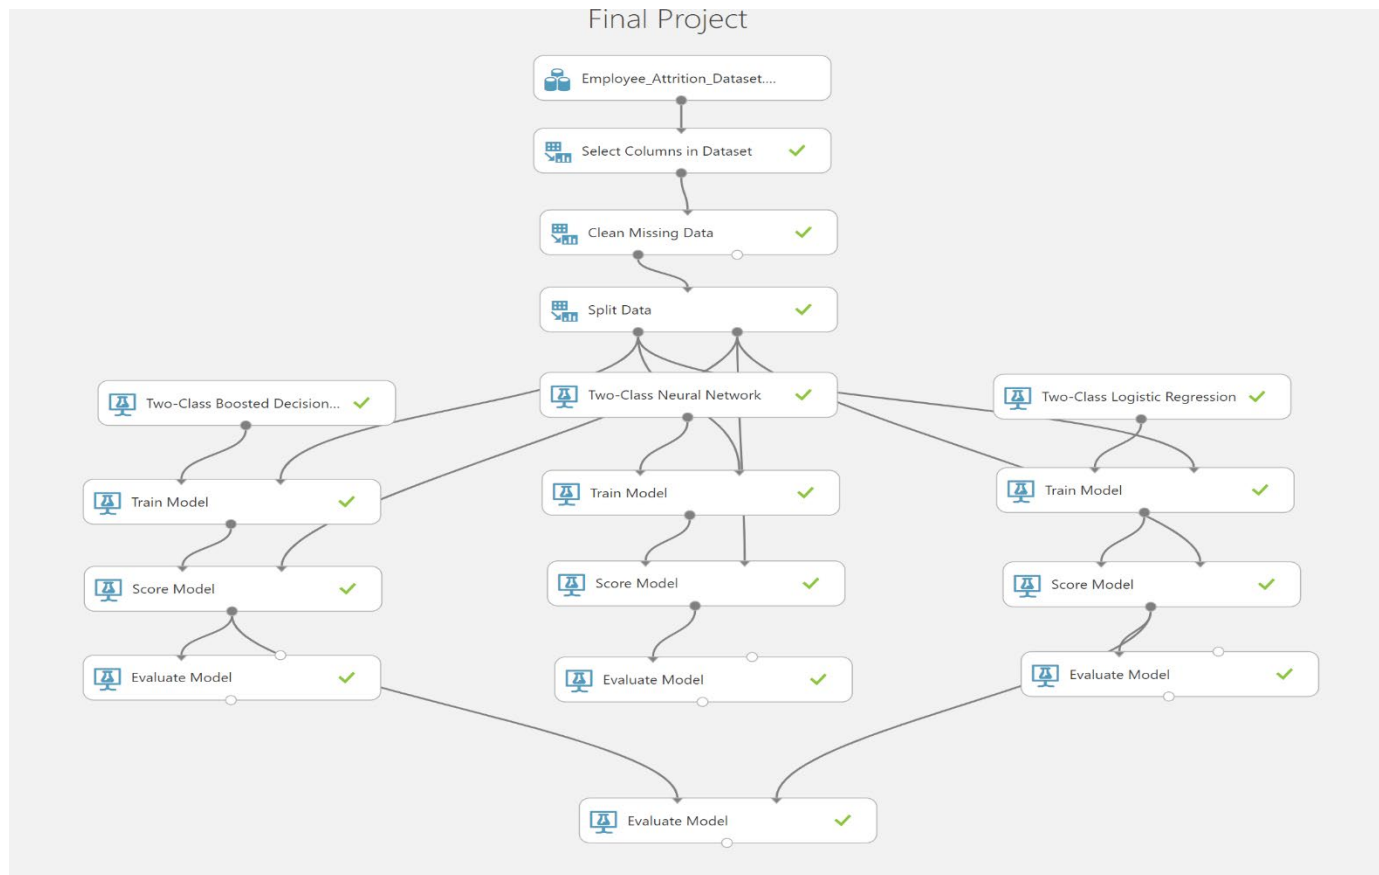 Final Project
Employee_Attrition_Dataset....
Select Columns in Dataset
Clean Missing Data
Split Data
Two-Class Boosted Decision...
Two-Class Neural Network
Two-Class Logistic Regression
Train Model
Train Model
Train Model
Score Model
Score Model
Score Model
Evaluate Model
Evaluate Model
Evaluate Model
Evaluate Model